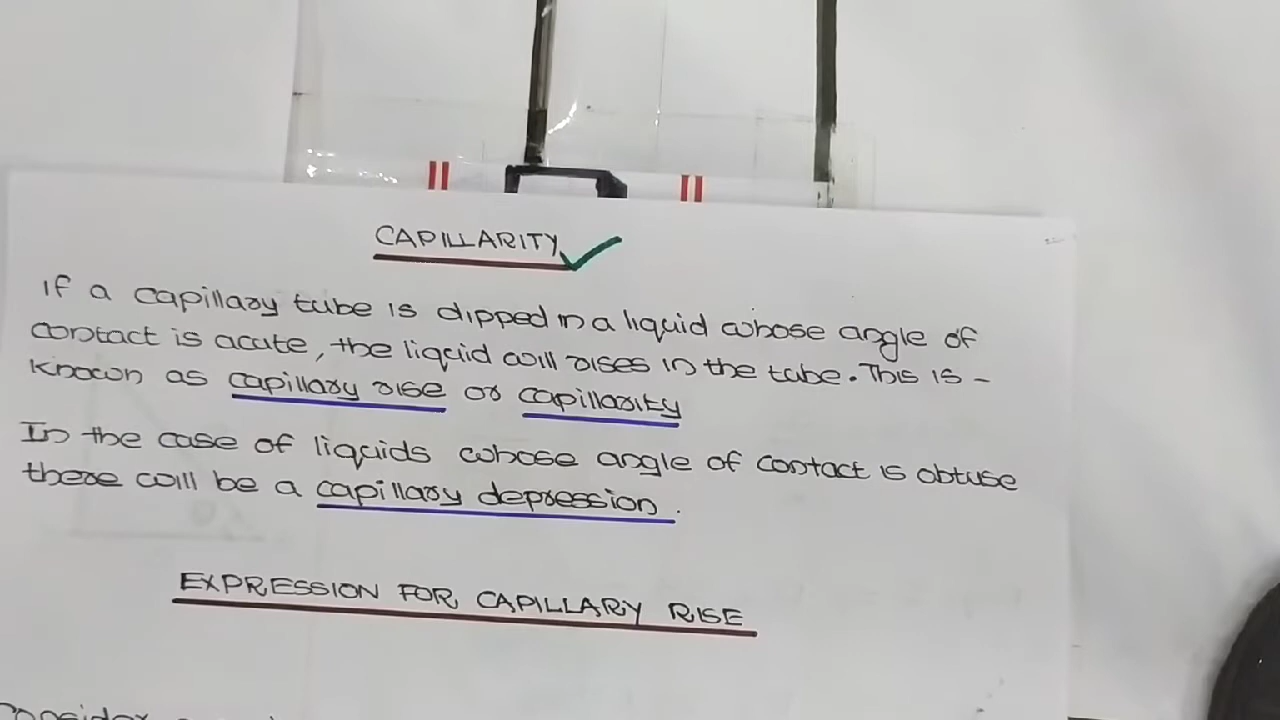 CAPILLARITY
If a capillary tube is dipped in a liquid whose angle of
contact is acute, the liquid will rises in the tube. This is -
known as capillary rise or capillarity
In the case of liquids whose angle of contact is obtuse
there will be a capillary depression.
EXPRESSION FOR CAPILLARY RISE
Consider